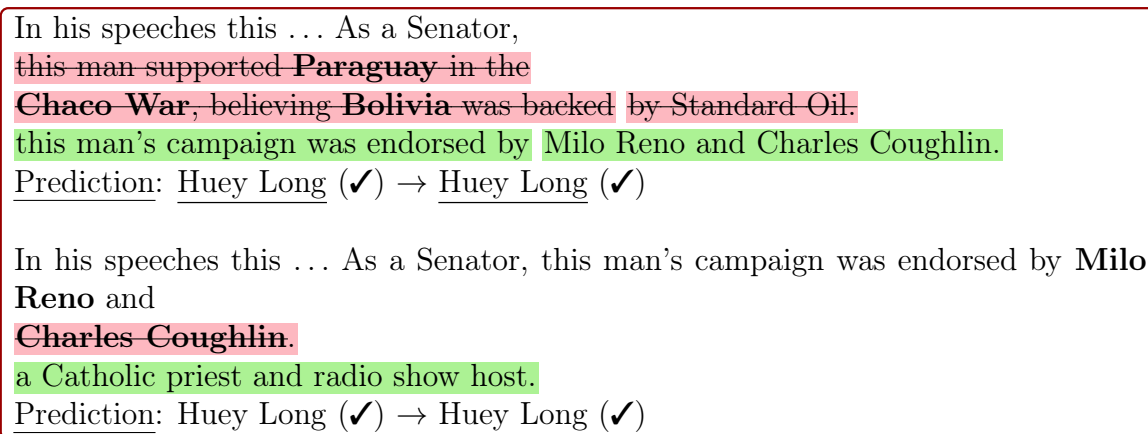 In his speeches this … As a Senator,
this man supported Paraguay in the
Chaco War, believing Bolivia was backed by Standard Oil.
this man's campaign was endorsed by Milo Reno and Charles Coughlin.
Prediction: Huey Long (✓) → Huey Long (✓)
In his speeches this … As a Senator, this man's campaign was endorsed by Milo
Reno and
Charles Coughlin.
a Catholic priest and radio show host.
Prediction: Huey Long (✓) → Huey Long (✓)